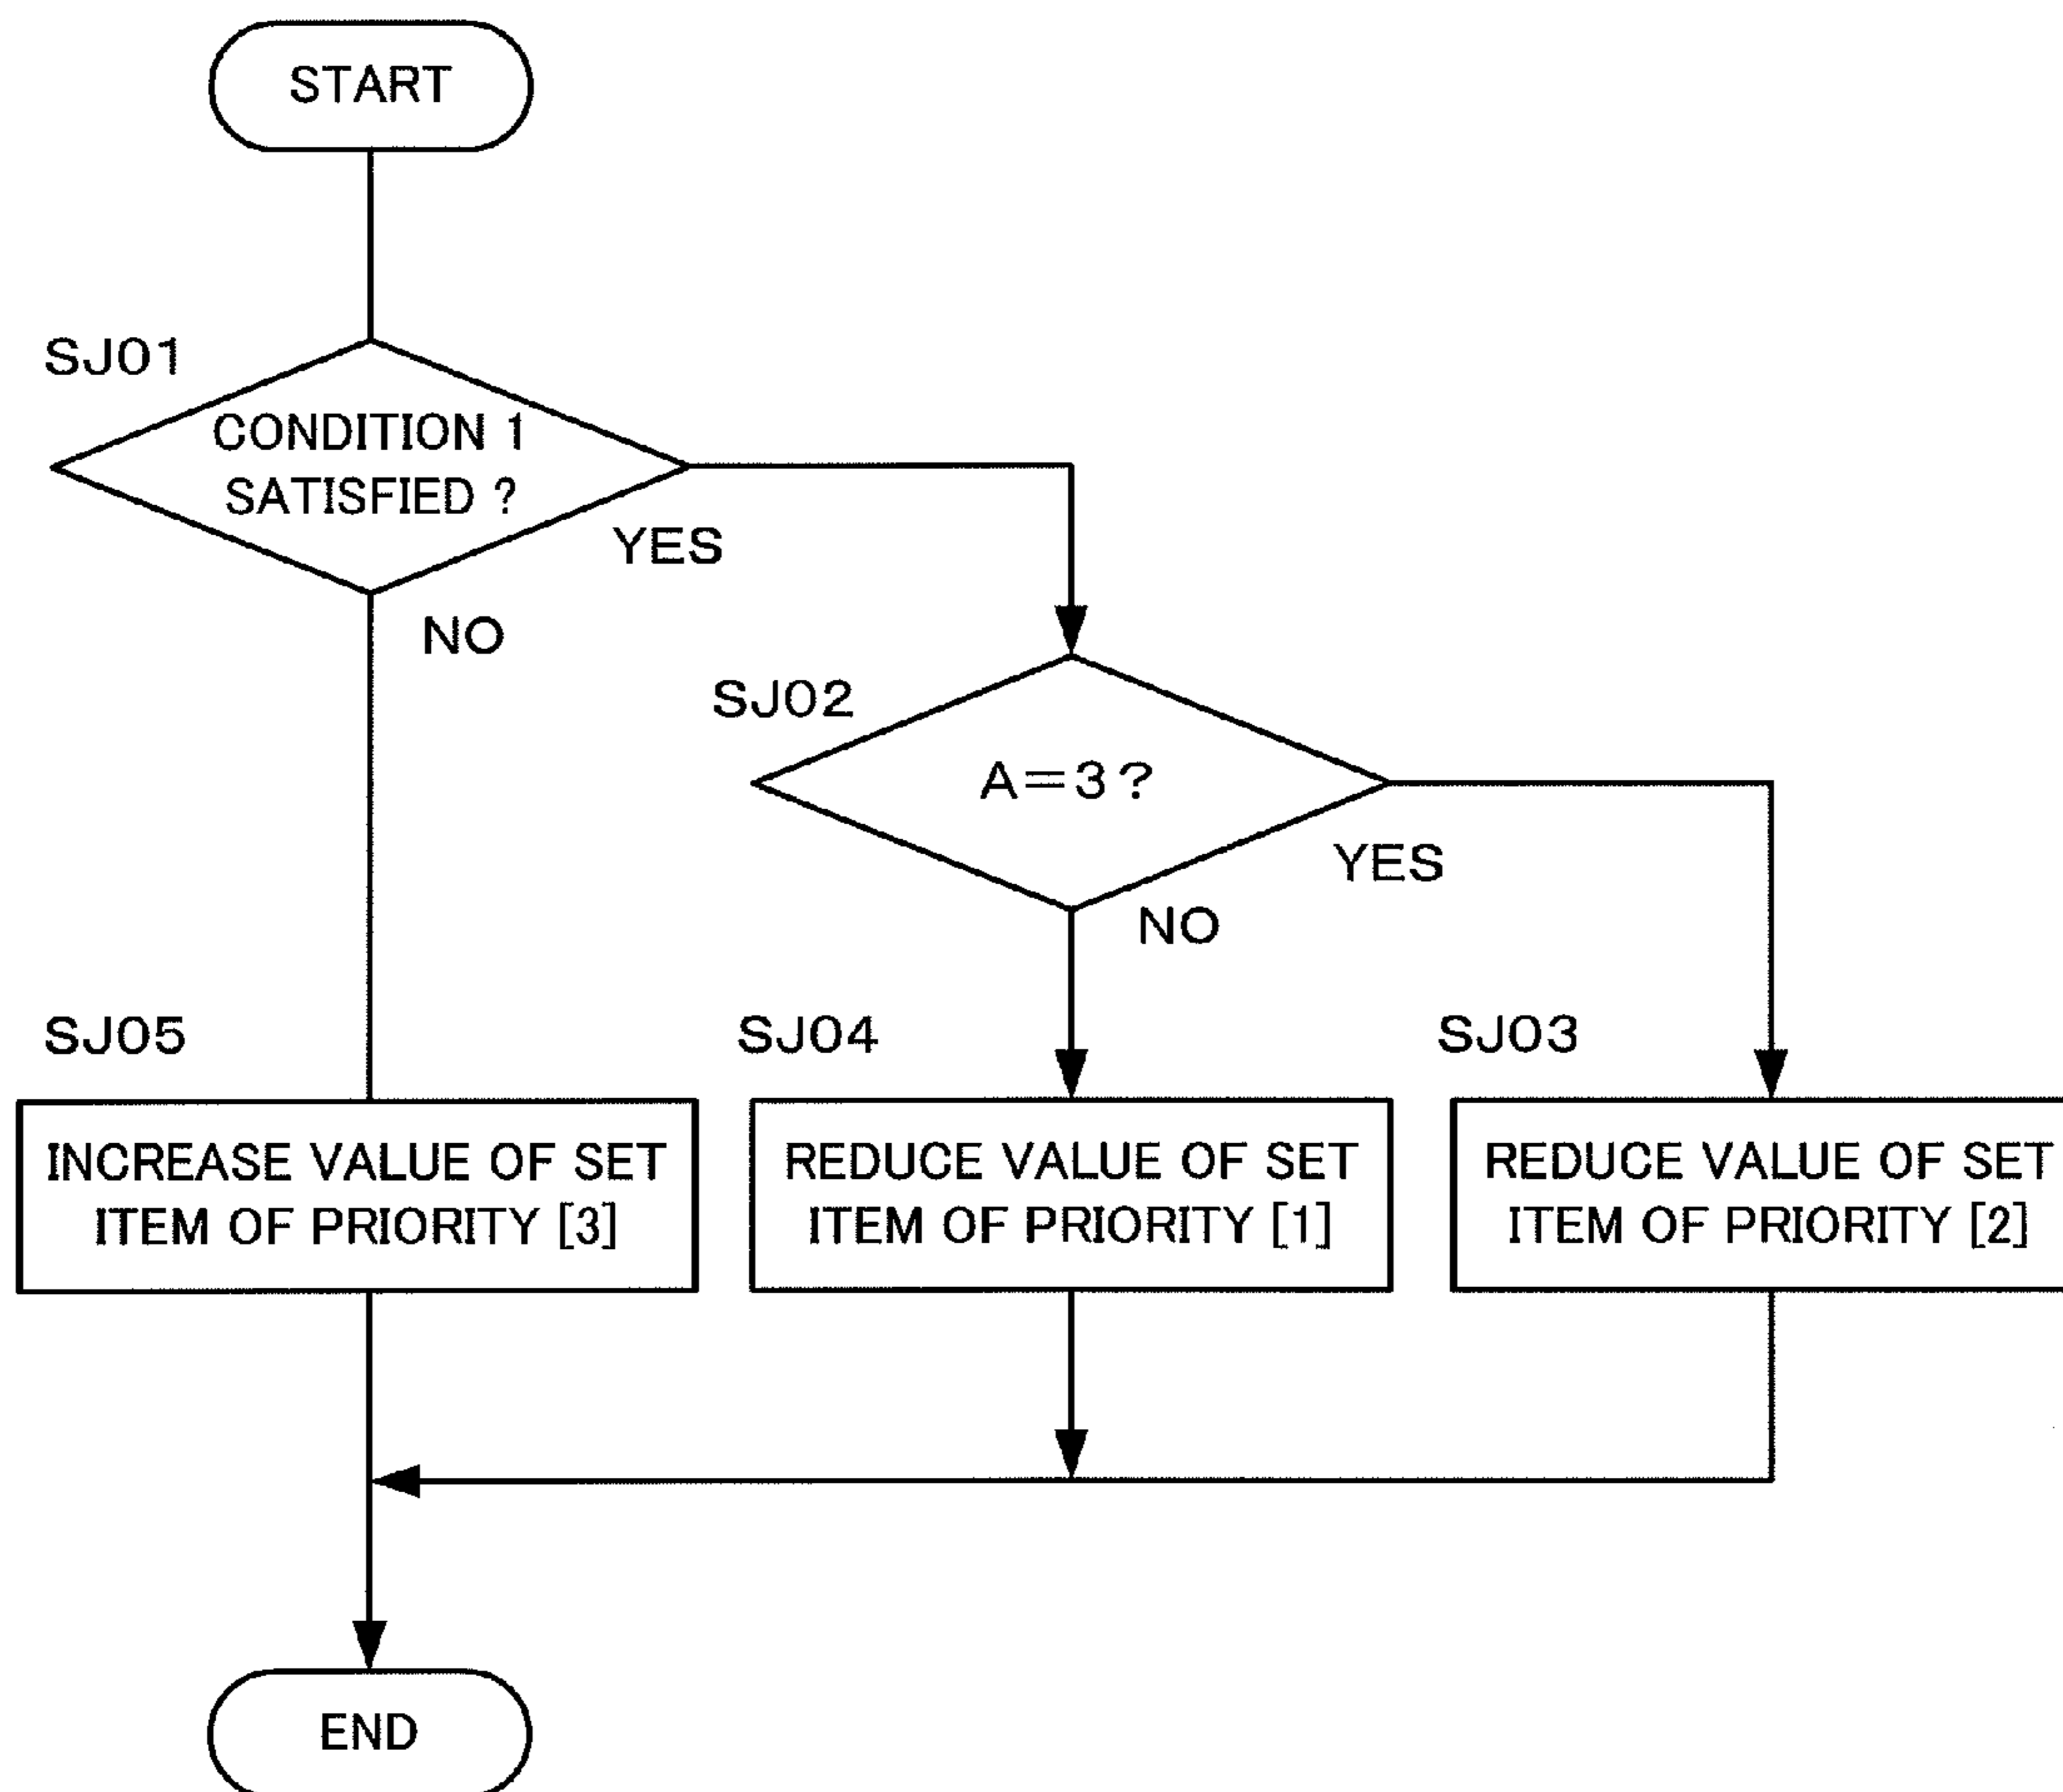 START
SJ01
CONDITION 1
SATISFIED ?
YES
NO
SJ02
A=3?
YES
NO
SJ05
INCREASE VALUE OF SET
ITEM OF PRIORITY [3]
SJ04
REDUCE VALUE OF SET
ITEM OF PRIORITY [1]
SJ03
REDUCE VALUE OF SET
ITEM OF PRIORITY [2]
END